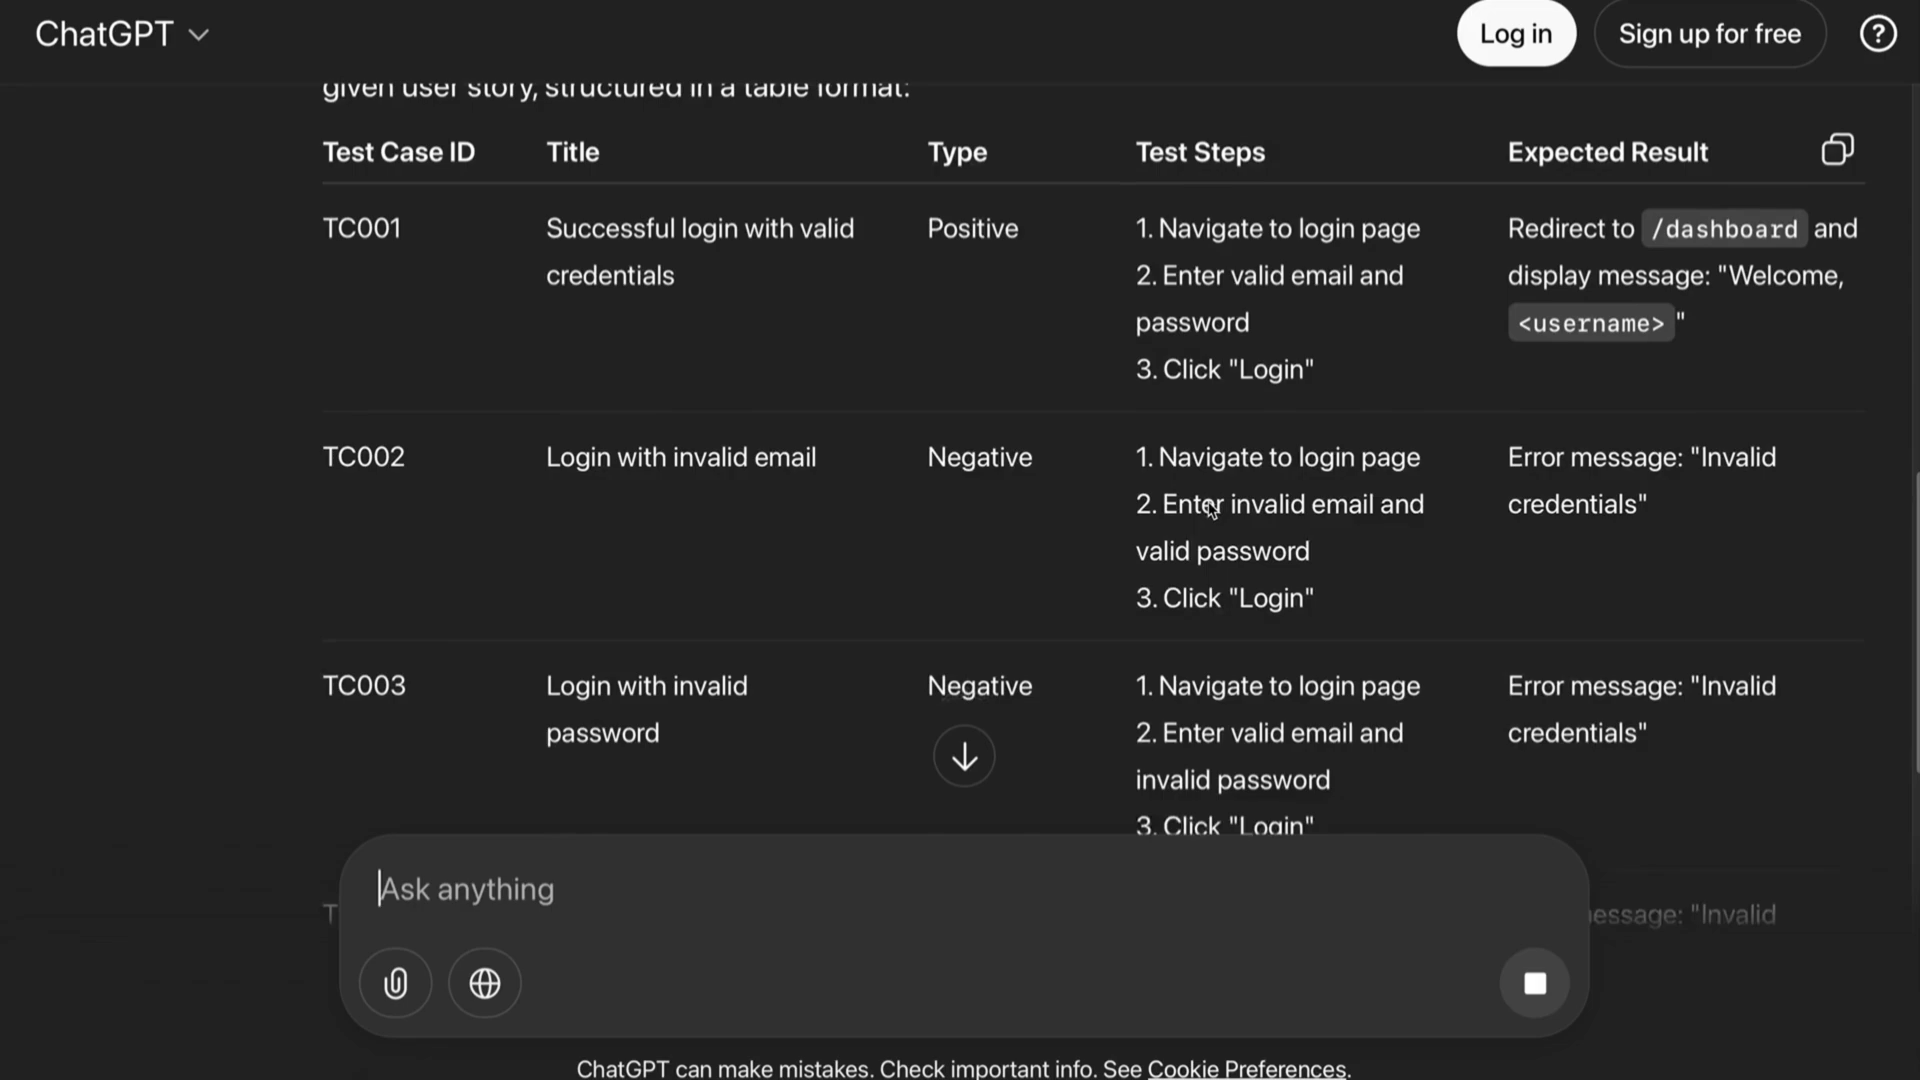 ChatGPT
Log in
Sign up for free
given user story, structured in a table format:
Test Case ID Title Type Test Steps Expected Result
TC001 Successful login with valid credentials Positive 1. Navigate to login page
2. Enter valid email and password
3. Click "Login" Redirect to /dashboard and display message: "Welcome, <username> "
TC002 Login with invalid email Negative 1. Navigate to login page
2. Enter invalid email and valid password
3. Click "Login" Error message: "Invalid credentials"
TC003 Login with invalid password Negative 1. Navigate to login page
2. Enter valid email and invalid password
3. Click "Login" Error message: "Invalid credentials"
"Invalid
Ask anything
ChatGPT can make mistakes. Check important info. See Cookie Preferences.